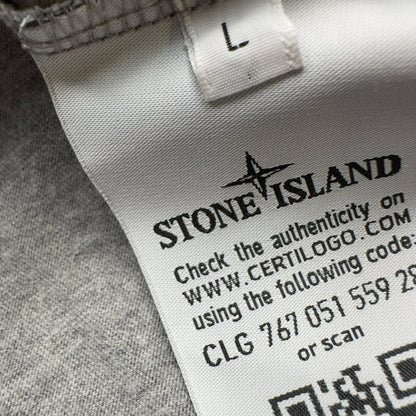 L
STONE ISLAND
Check the authenticity on
WWW.CERTILOGO.COM
using the following code:
CLG 767 051 559 28
or scan